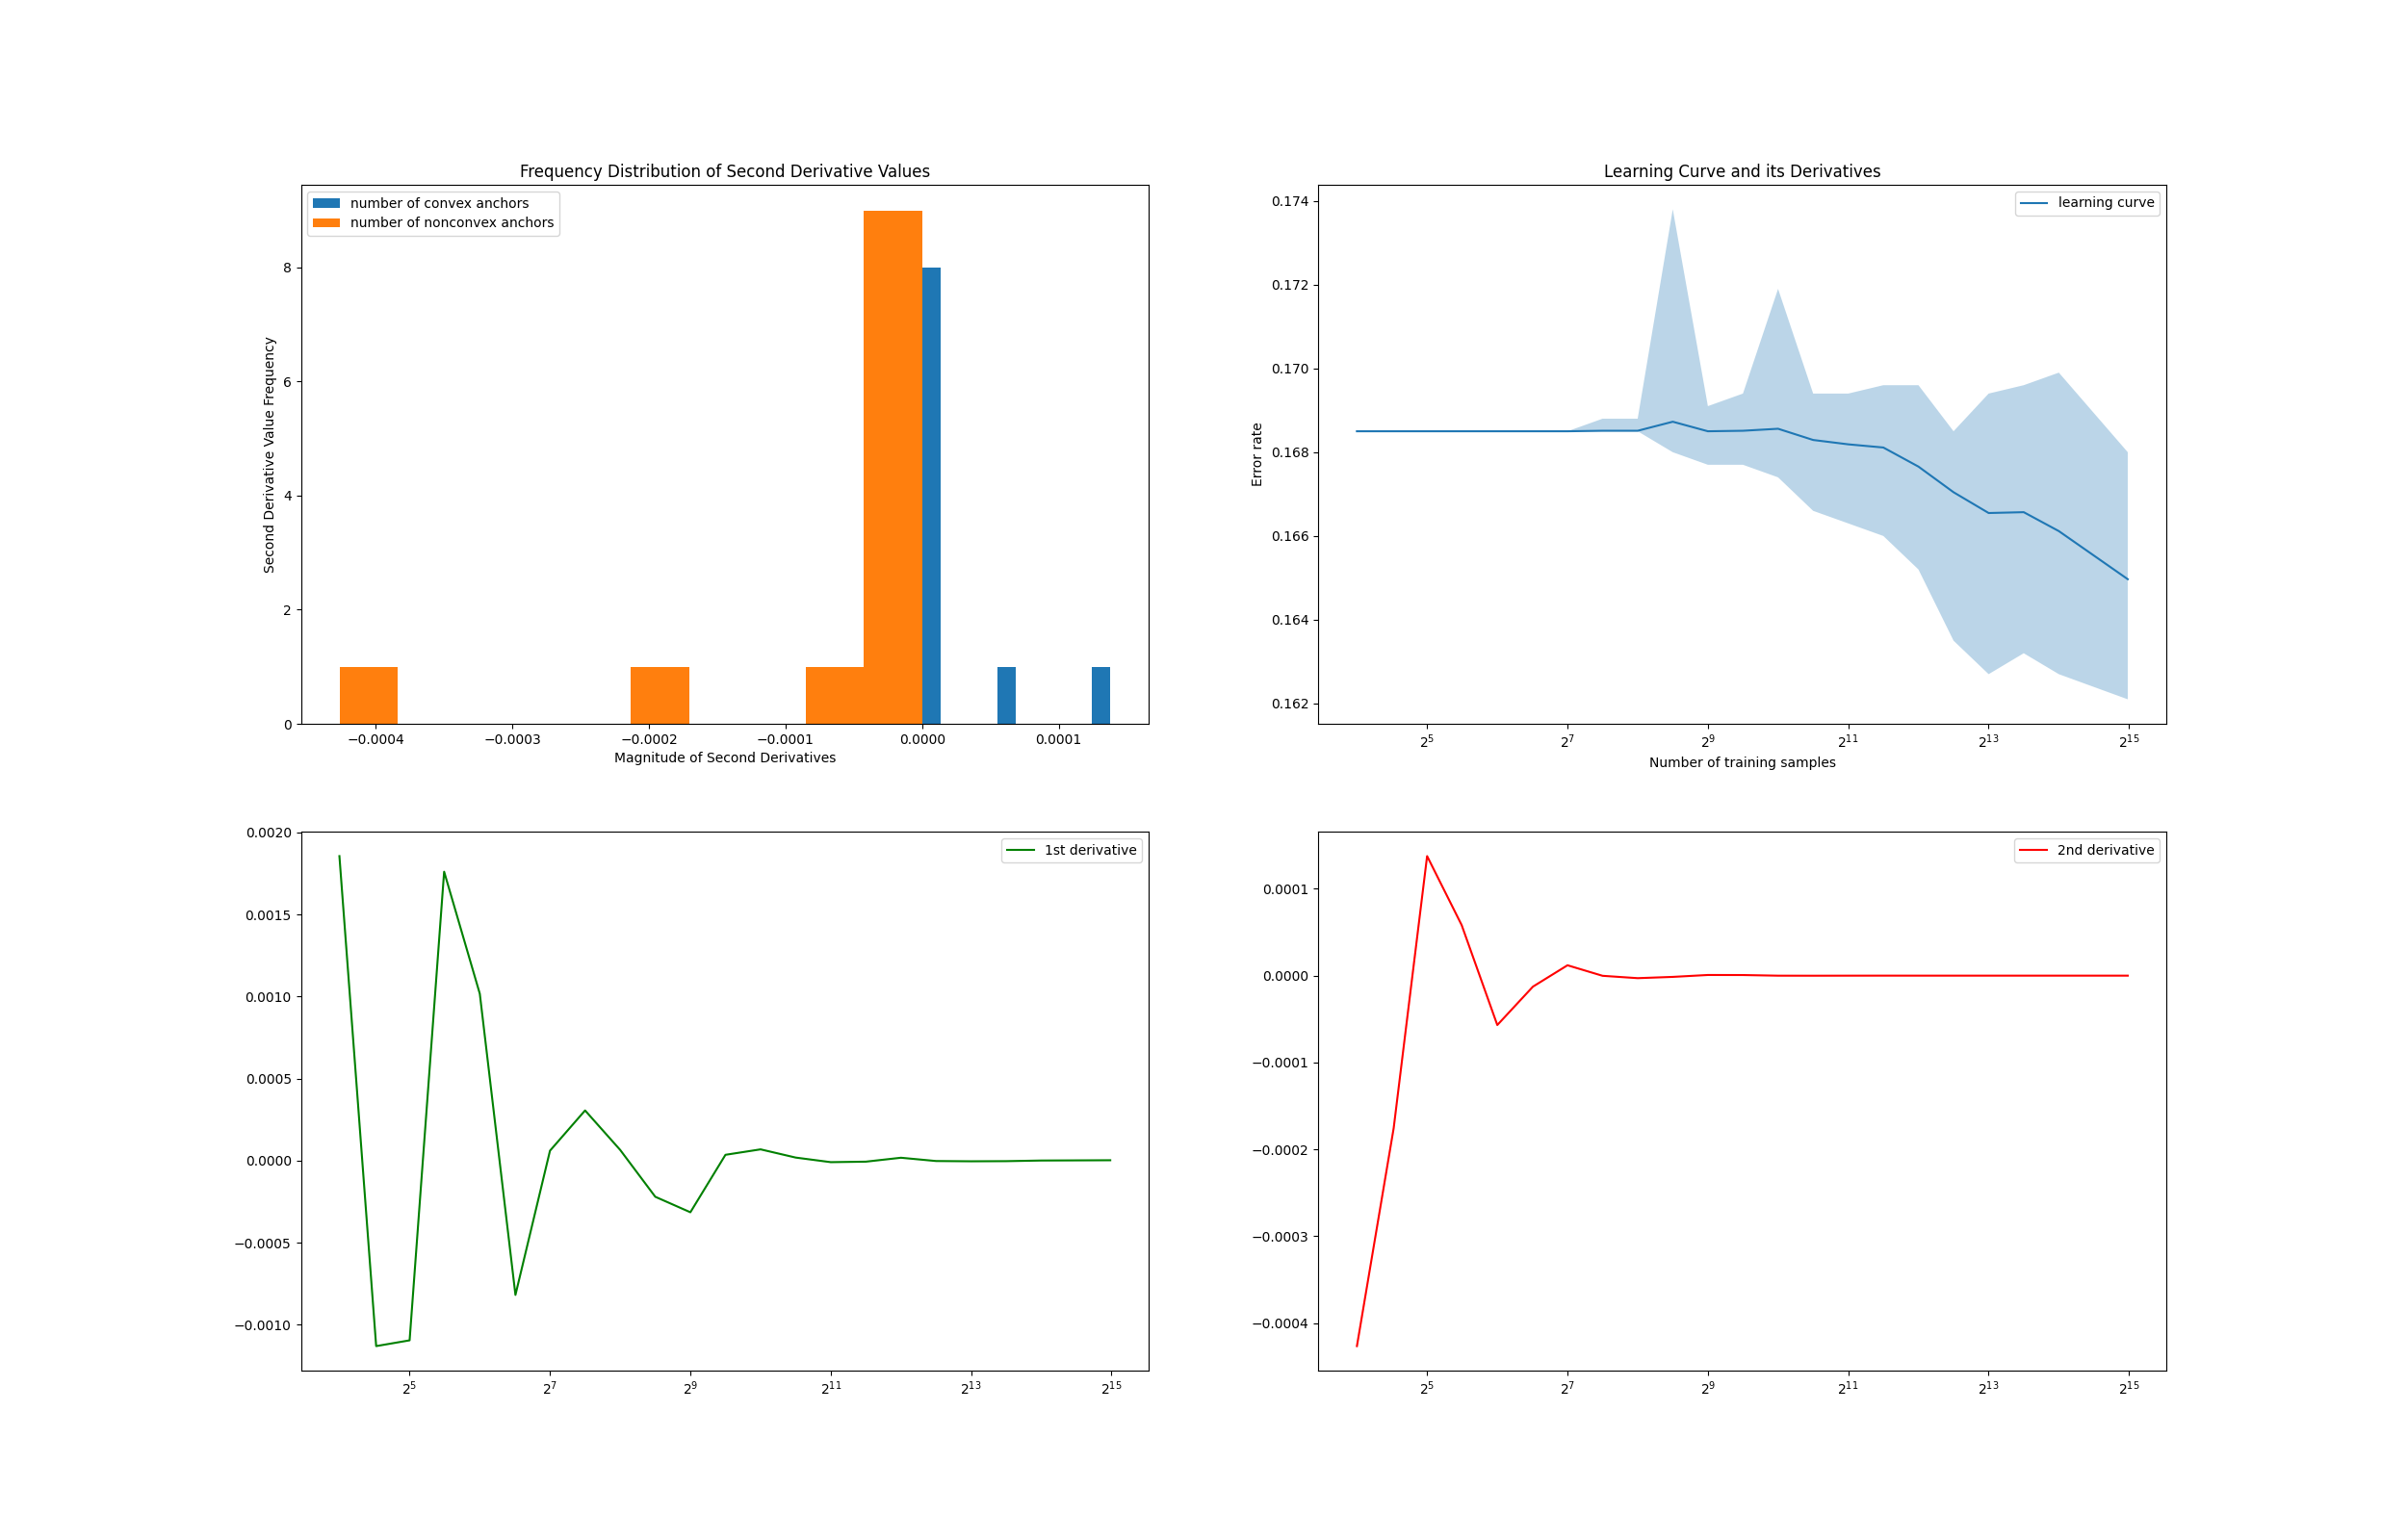 Frequency Distribution of Second Derivative Values
number of convex anchors
number of nonconvex anchors
Second Derivative Value Frequency
8
6
4
2
0
−0.0004 −0.0003 −0.0002 −0.0001 0.0000 0.0001
Magnitude of Second Derivatives
Learning Curve and its Derivatives
learning curve
Error rate
0.174
0.172
0.170
0.168
0.166
0.164
0.162
2^5 2^7 2^9 2^11 2^13 2^15
Number of training samples
1st derivative
0.0020
0.0015
0.0010
0.0005
0.0000
−0.0005
−0.0010
2^5 2^7 2^9 2^11 2^13 2^15
2nd derivative
0.0001
0.0000
−0.0001
−0.0002
−0.0003
−0.0004
2^5 2^7 2^9 2^11 2^13 2^15